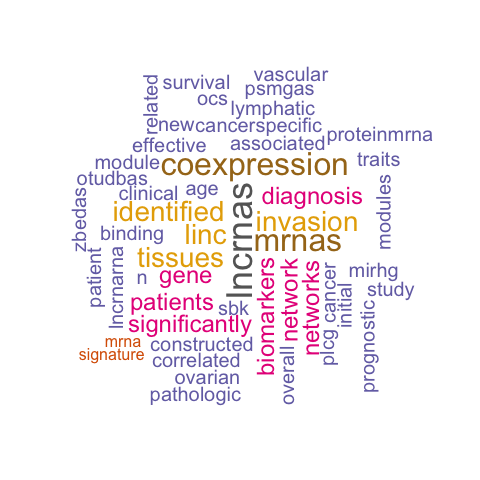 vascular
survival
psmgas
related
ocs
lymphatic
new
cancerspecific
proteinmrna
effective
associated
module
coexpression
traits
otudbas
clinical
age
lncrnas
diagnosis
modules
zbedas
identified
invasion
binding
linc
mrnas
tissues
patient
lncrnarna
n
gene
biomarkers
network
networks
mirhg
cancer
study
patients
sbk
initial
significantly
plcg
prognostic
mrna
constructed
overall
signature
correlated
ovarian
pathologic